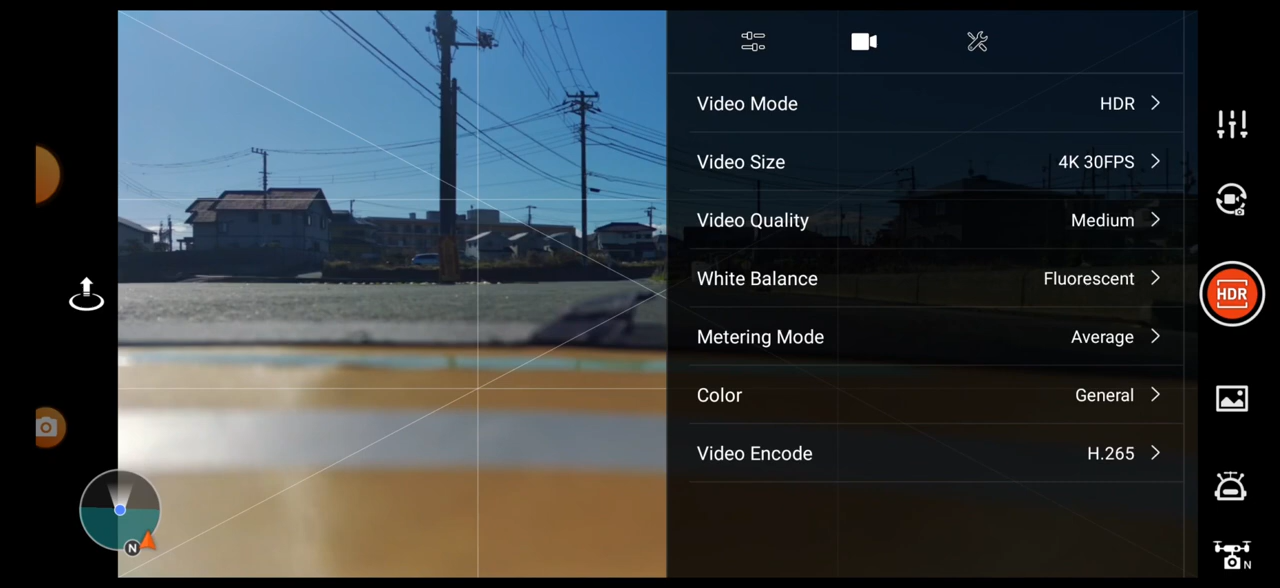 Video Mode HDR
Video Size 4K 30FPS
Video Quality Medium
White Balance Fluorescent
HDR
Metering Mode Average
Color General
Video Encode H.265
N
N